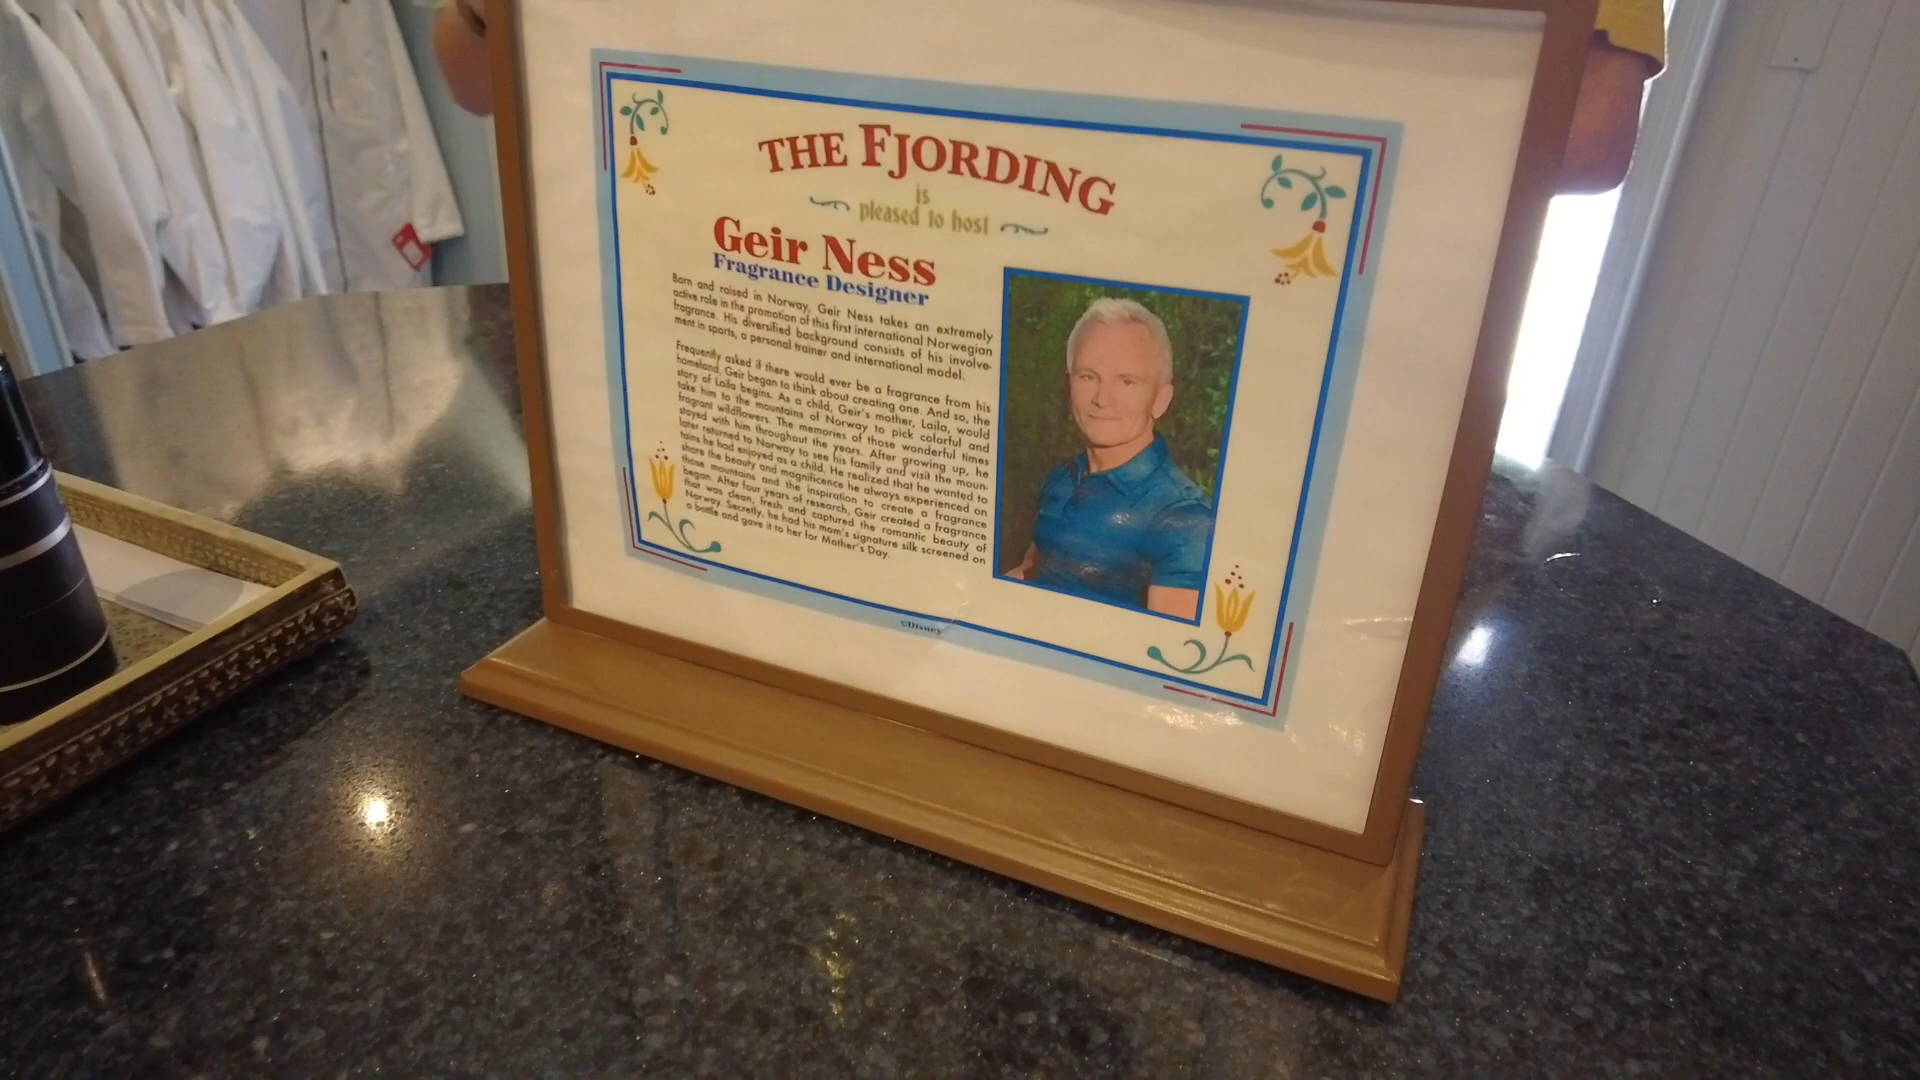 THE FJORDING
is
pleased to host
Geir Ness
Fragrance Designer
Born and raised in Norway, Geir Ness takes an extremely
active role in the promotion of this first international Norwegian
fragrance. His diversified background consists of his involve-
ment in sports, a personal trainer and international model.
Frequently asked if there would ever be a fragrance from his
homeland, Geir began to think about creating one. And so, the
story of Laila begins. As a child, Geir's mother, Laila, would
take him to the mountains of Norway to pick colorful and
fragrant wildflowers. The memories of those wonderful times
stayed with him throughout the years. After growing up, he
later returned to Norway to see his family and visit the moun-
tains he had enjoyed as a child. He realized that he wanted to
share the beauty and magnificence he always experienced on
those mountains and the inspiration to create a fragrance
began. After four years of research, Geir created a fragrance
that was clean, fresh and captured the romantic beauty of
Norway. Secretly, he had his mom's signature silk screened on
a bottle and gave it to her for Mother's Day.
©Disney